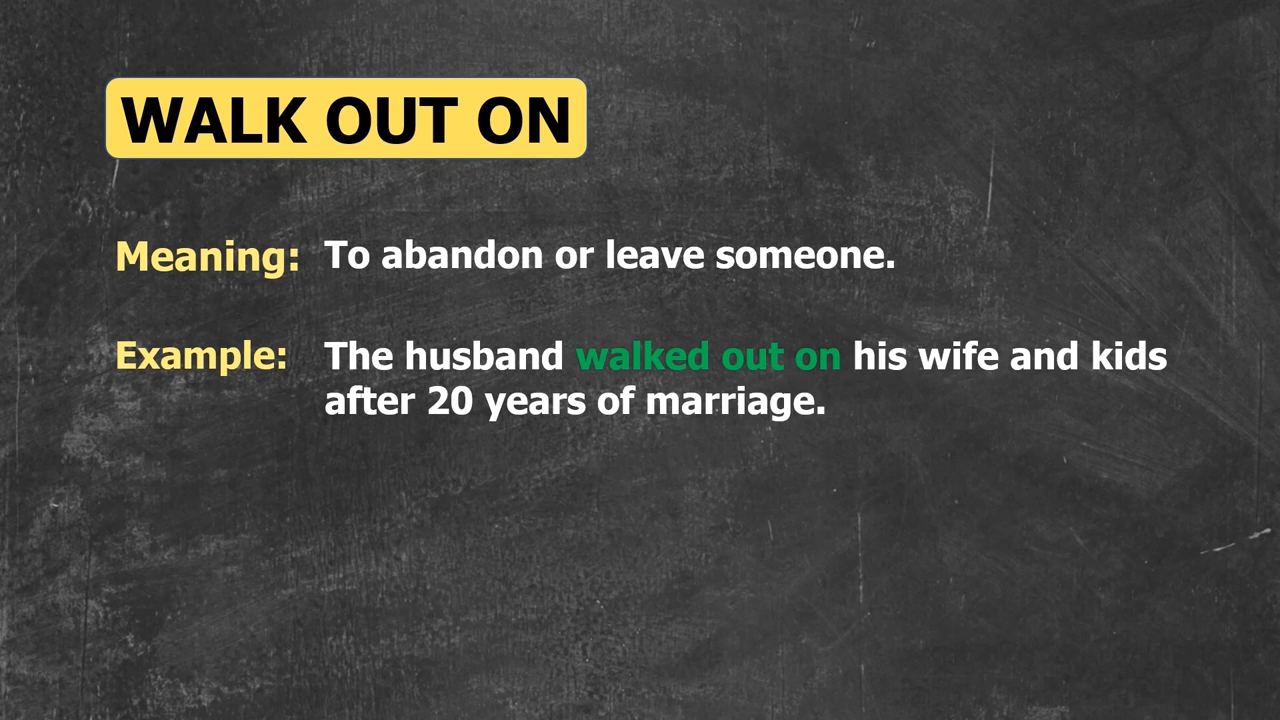 WALK OUT ON
Meaning: To abandon or leave someone.
Example: The husband walked out on his wife and kids
after 20 years of marriage.